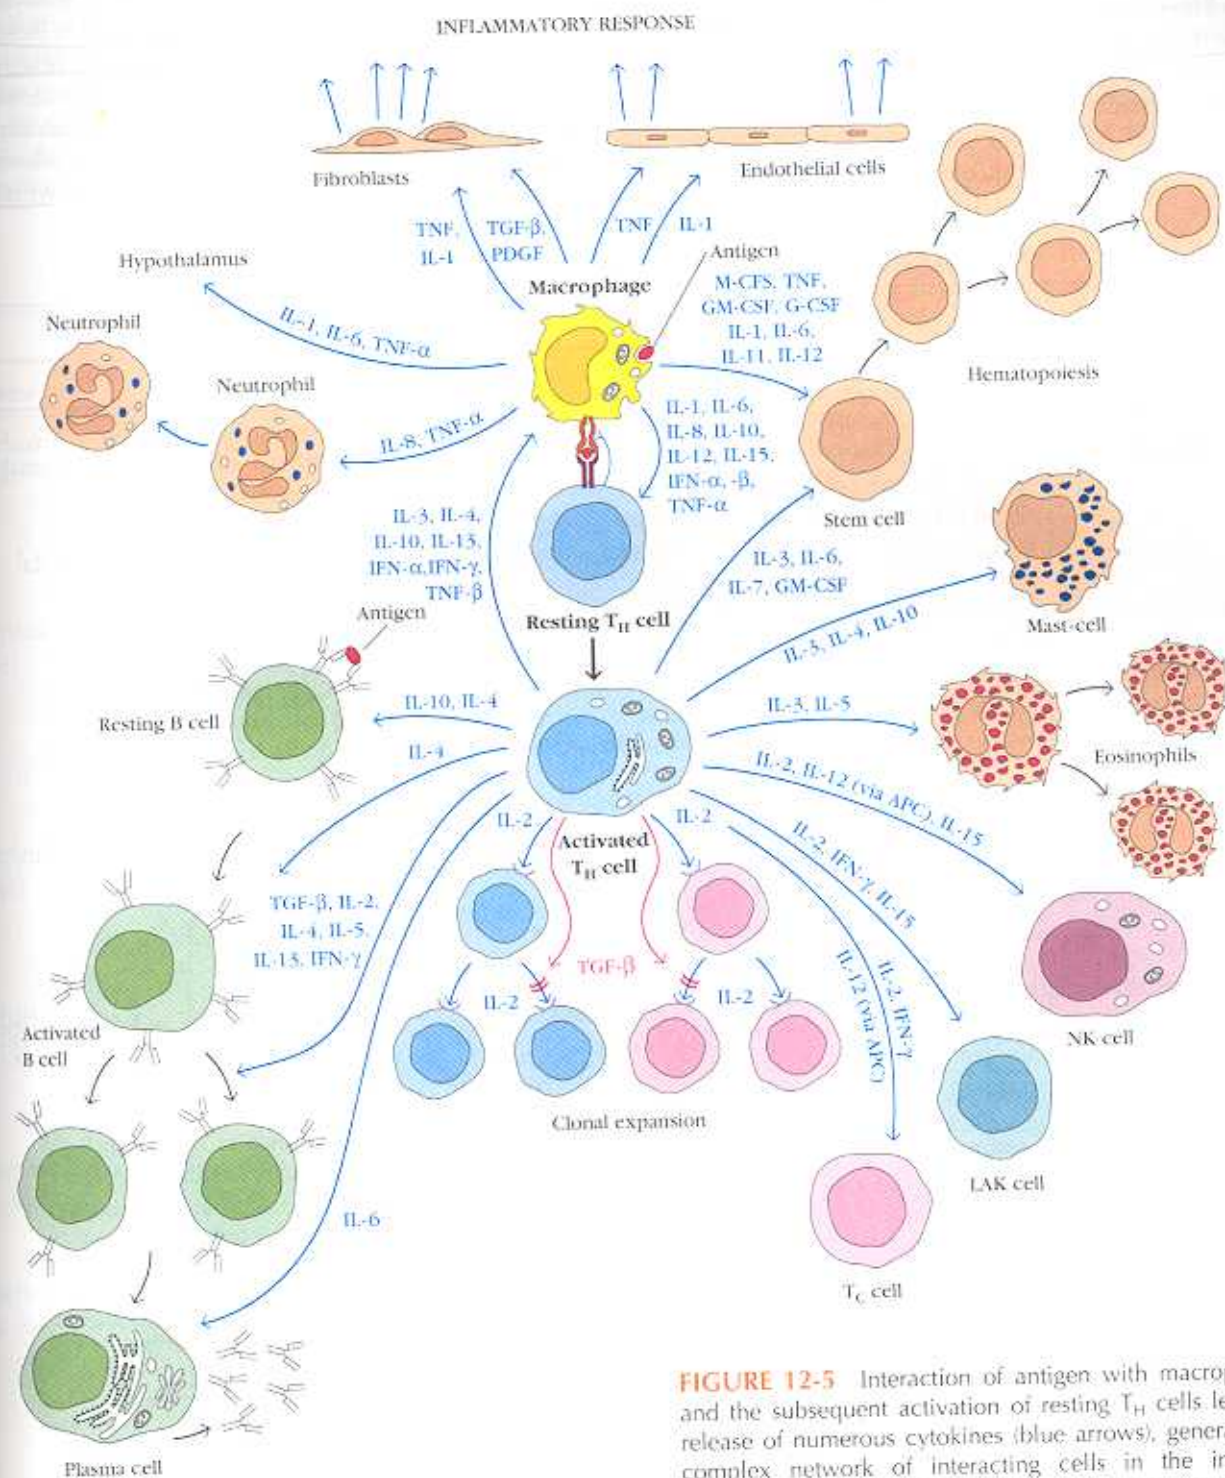 INFLAMMATORY RESPONSE
Fibroblasts
Endothelial cells
TNF,
IL-1
TGF-β,
PDGF
TNF
IL-1
Antigen
Hypothalamus
Macrophage
M-CFS, TNF,
GM-CSF, G-CSF
IL-1, IL-6,
IL-11, IL-12
Neutrophil
IL-1, IL-6, TNF-α
Neutrophil
Hematopoiesis
IL-8, TNF-α
IL-1, IL-6,
IL-8, IL-10,
IL-12, IL-15,
IFN-α, -β,
TNF-α
Stem cell
IL-3, IL-4,
IL-10, IL-13,
IFN-α,IFN-γ,
TNF-β
IL-3, IL-6,
IL-7, GM-CSF
Antigen
Resting TH cell
Mast-cell
IL-3, IL-4, IL-10
Resting B cell
IL-10, IL-4
IL-3, IL-5
IL-4
Eosinophils
IL-2, IL-12 (via APC), IL-15
IL-2
Activated
TH cell
IL-2
IL-2, IFN-γ, IL-15
TGF-β, IL-2,
IL-4, IL-5,
IL-13, IFN-γ
TGF-β
IL-2
IL-2
IL-2, IFN-γ
IL-12 (via APC)
Activated
B cell
NK cell
Clonal expansion
LAK cell
IL-6
TC cell
Plasma cell
FIGURE 12-5 Interaction of antigen with macrop
and the subsequent activation of resting TH cells le
release of numerous cytokines (blue arrows), genera
complex network of interacting cells in the in